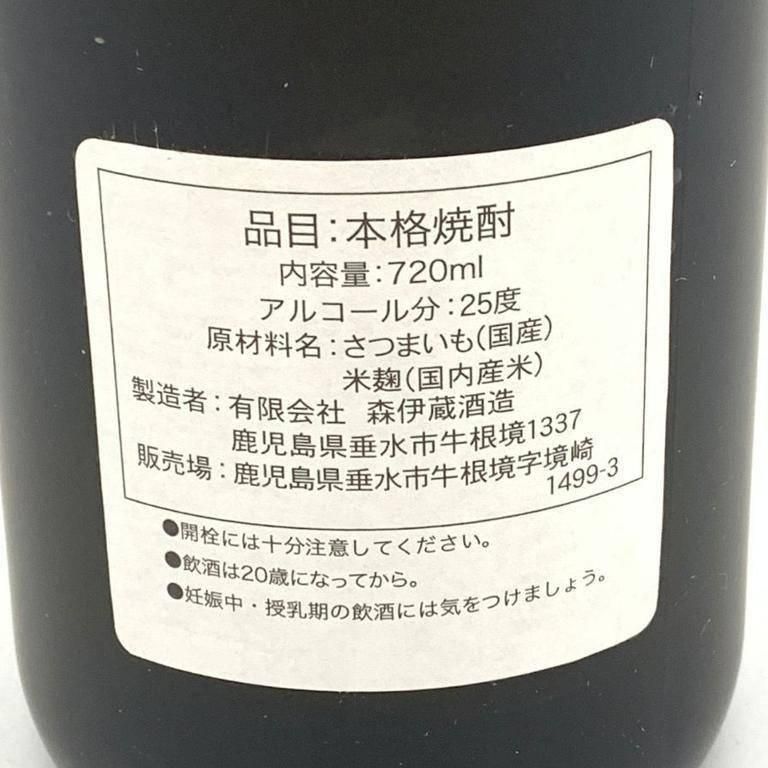 品目:本格焼酎
内容量:720ml
アルコール分:25度
原材料名:さつまいも(国産)
米麹(国内産米)
製造者:有限会社 森伊蔵酒造
鹿児島県垂水市牛根境1337
販売場:鹿児島県垂水市牛根境字境崎
1499-3
●開栓には十分注意してください。
●飲酒は20歳になってから。
●妊娠中・授乳期の飲酒には気をつけましょう。